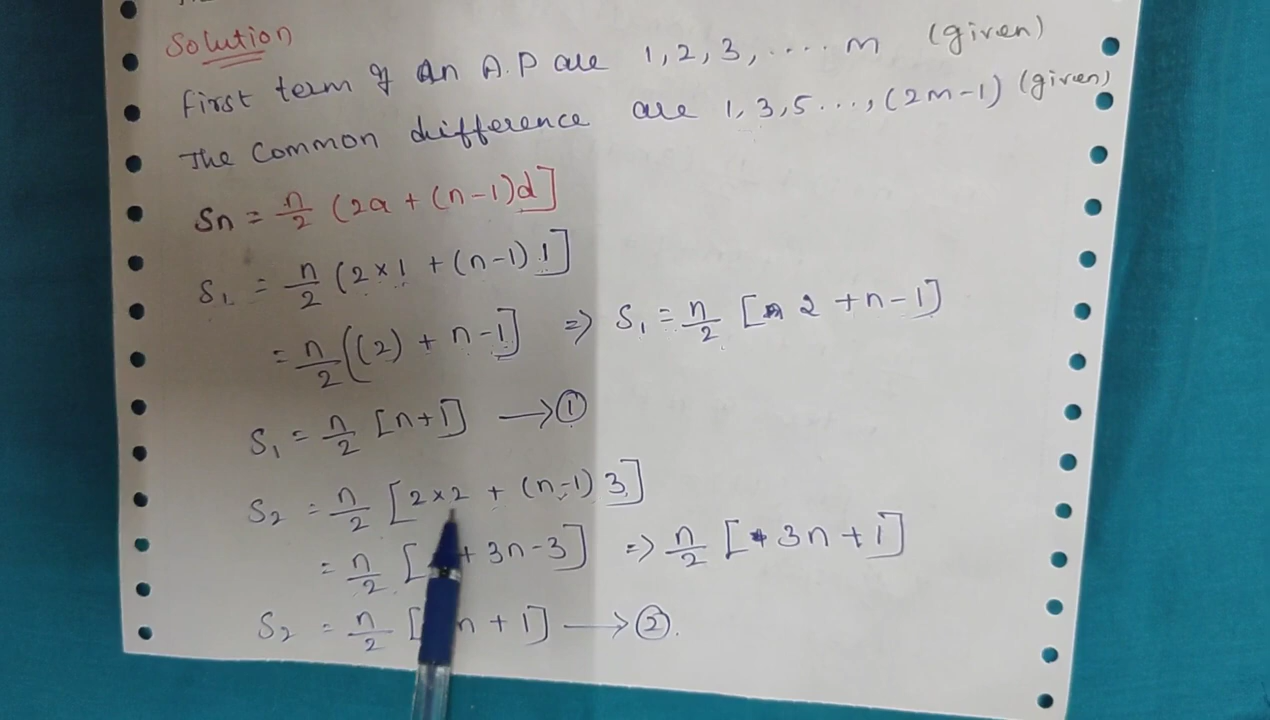 Solution
First term of an A.P are 1, 2, 3, .... m (given)
The common difference are 1, 3, 5 ..., (2m-1) (given)
Sn = n/2 (2a + (n-1)d]
S₁ = n/2 (2×1 + (n-1) 1]
= n/2 ((2) + n-1] => S₁ = n/2 [2 + n-1]
S₁ = n/2 [n+1] → ①
S₂ = n/2 [2×2 + (n-1) 3]
= n/2 [ + 3n-3] => n/2 [3n+1]
S₂ = n/2 [ n + 1] → ②.